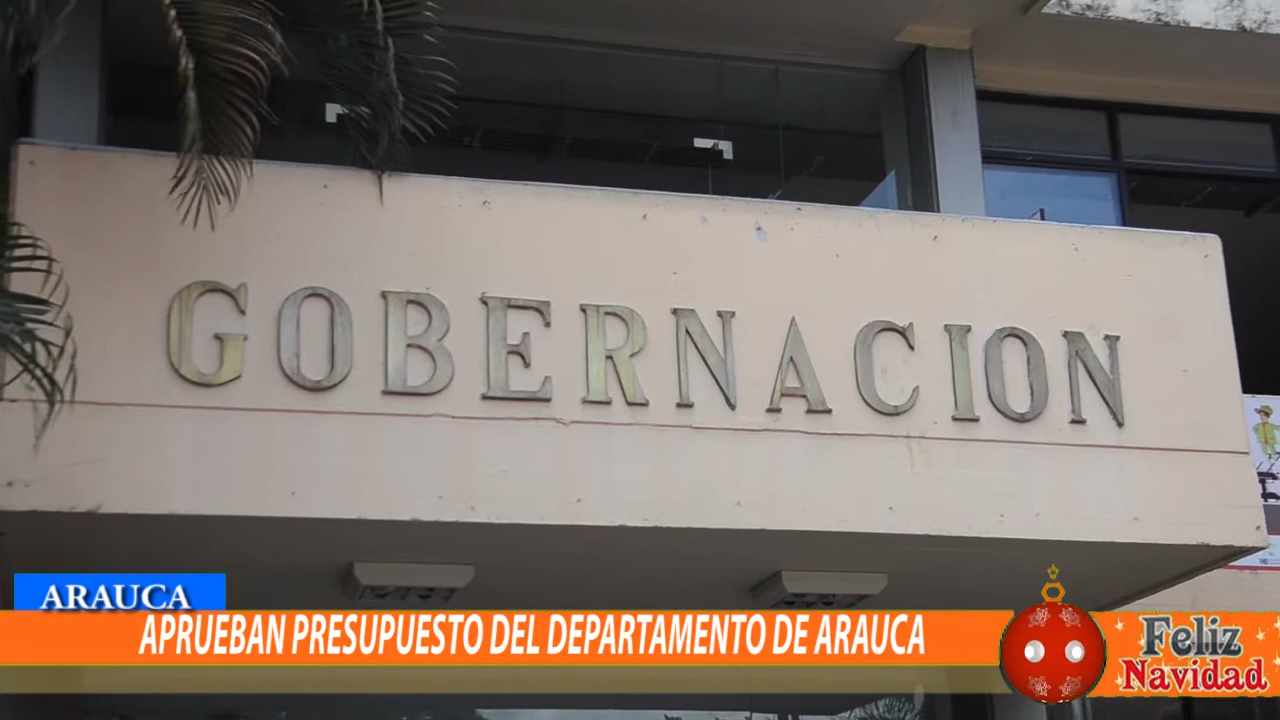 GOBERNACION
ARAUCA
APRUEBAN PRESUPUESTO DEL DEPARTAMENTO DE ARAUCA
Feliz
Navidad